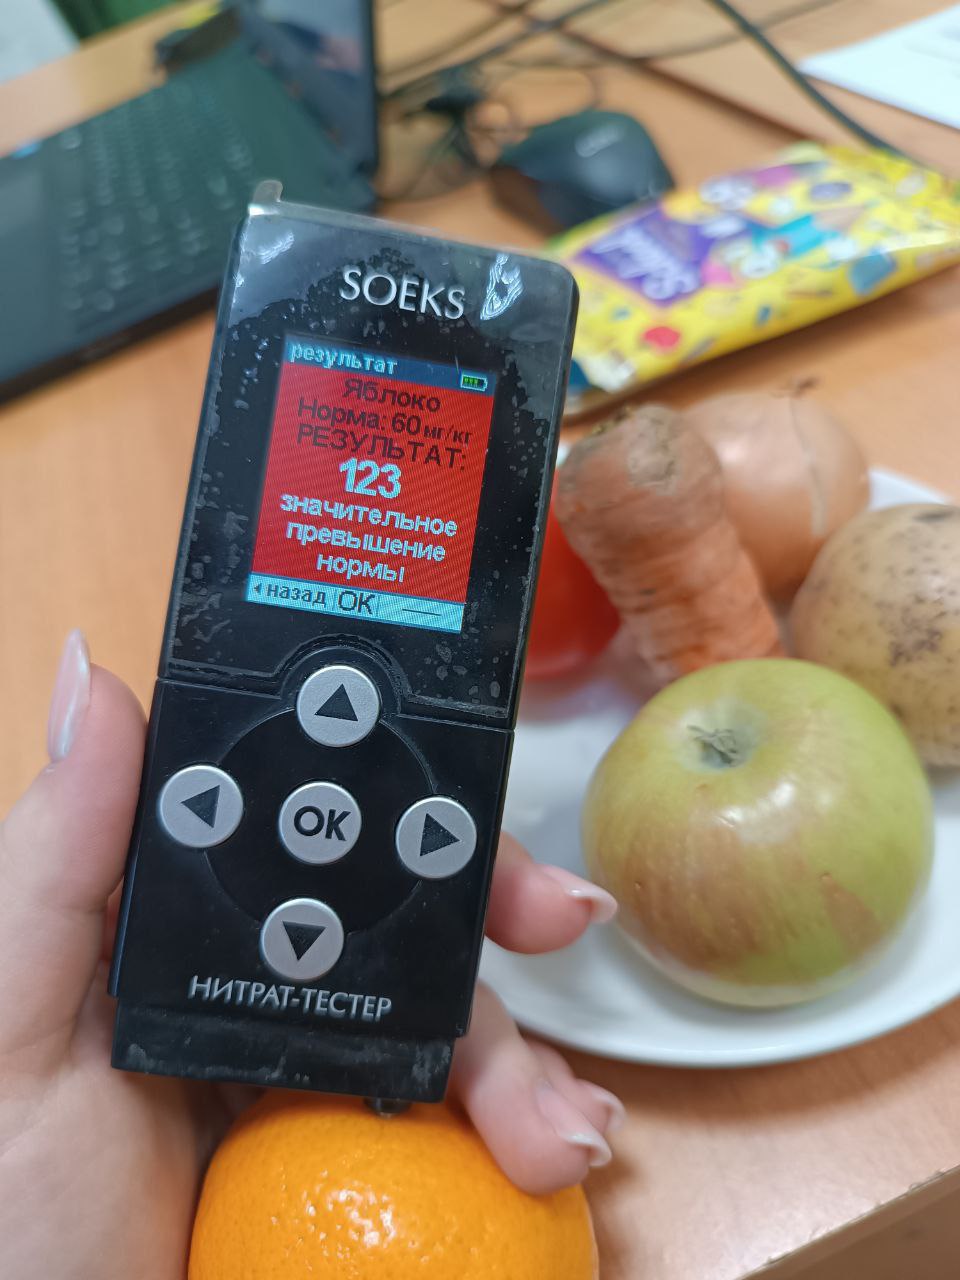 SOEKS
результат
Яблоко
Норма: 60 мг/кг
РЕЗУЛЬТАТ:
123
значительное
превышение
нормы
назад OK
OK
НИТРАТ-ТЕСТЕР